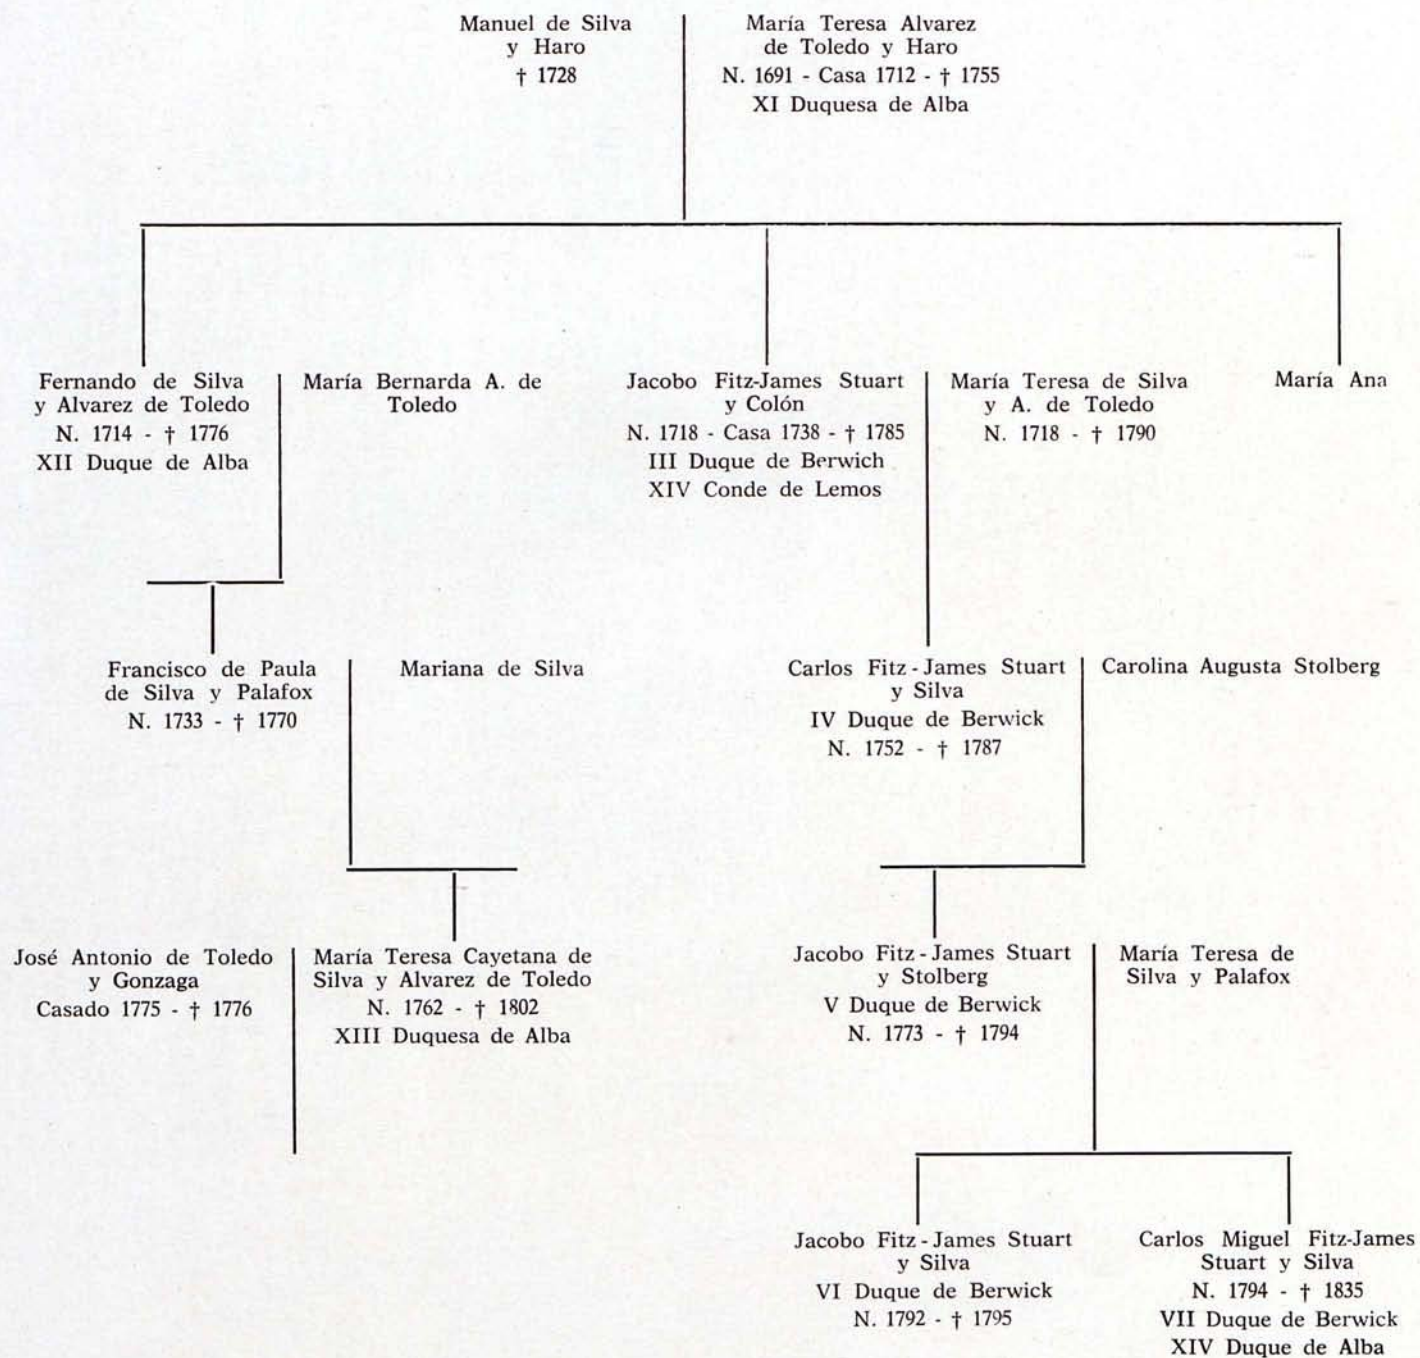 Manuel de Silva
y Haro
† 1728
María Teresa Alvarez
de Toledo y Haro
N. 1691 - Casa 1712 - † 1755
XI Duquesa de Alba
Fernando de Silva
y Alvarez de Toledo
N. 1714 - † 1776
XII Duque de Alba
María Bernarda A. de
Toledo
Jacobo Fitz-James Stuart
y Colón
N. 1718 - Casa 1738 - † 1785
III Duque de Berwich
XIV Conde de Lemos
María Teresa de Silva
y A. de Toledo
N. 1718 - † 1790
María Ana
Francisco de Paula
de Silva y Palafox
N. 1733 - † 1770
Mariana de Silva
Carlos Fitz-James Stuart
y Silva
IV Duque de Berwick
N. 1752 - † 1787
Carolina Augusta Stolberg
José Antonio de Toledo
y Gonzaga
Casado 1775 - † 1776
María Teresa Cayetana de
Silva y Alvarez de Toledo
N. 1762 - † 1802
XIII Duquesa de Alba
Jacobo Fitz-James Stuart
y Stolberg
V Duque de Berwick
N. 1773 - † 1794
María Teresa de
Silva y Palafox
Jacobo Fitz-James Stuart
y Silva
VI Duque de Berwick
N. 1792 - † 1795
Carlos Miguel Fitz-James
Stuart y Silva
N. 1794 - † 1835
VII Duque de Berwick
XIV Duque de Alba